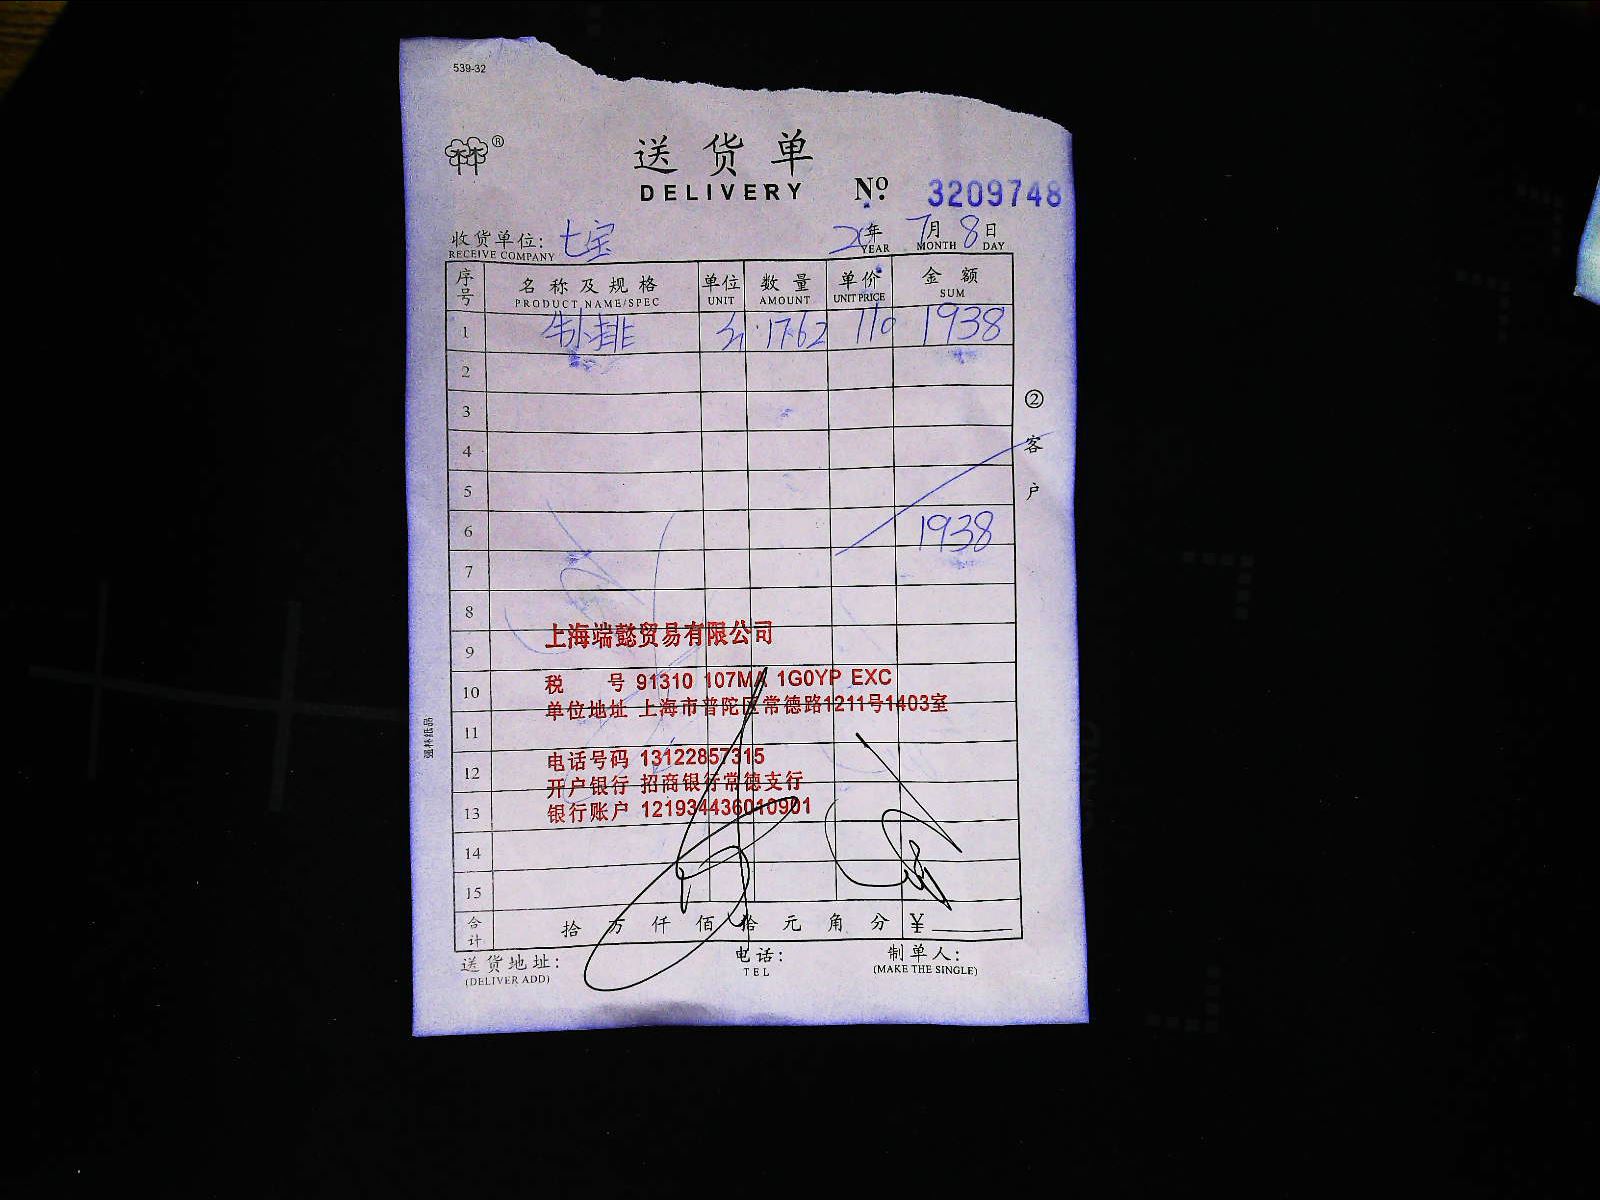 539-32
®
送货单
DELIVERY № 3209748
收货单位: 七宝 20年 7月 8日
RECEIVE COMPANY YEAR MONTH DAY
序号 名称及规格 单位 数量 单价 金额
PRODUCT NAME/SPEC UNIT AMOUNT UNIT PRICE SUM
1 牛小排 17.62 110 1938
2
3
② 客户
4
5
6 1938
7
8
9 上海端懿贸易有限公司
10 税 号 91310 107MA 1G0YP EXC
单位地址 上海市普陀区常德路1211号1403室
11
强林纸品
12 电话号码 13122857315
开户银行 招商银行常德支行
13 银行账户 121934436010901
14
15
合计 拾 万 仟 佰 拾 元 角 分 ¥
送货地址: 电话: 制单人:
(DELIVER ADD) TEL (MAKE THE SINGLE)